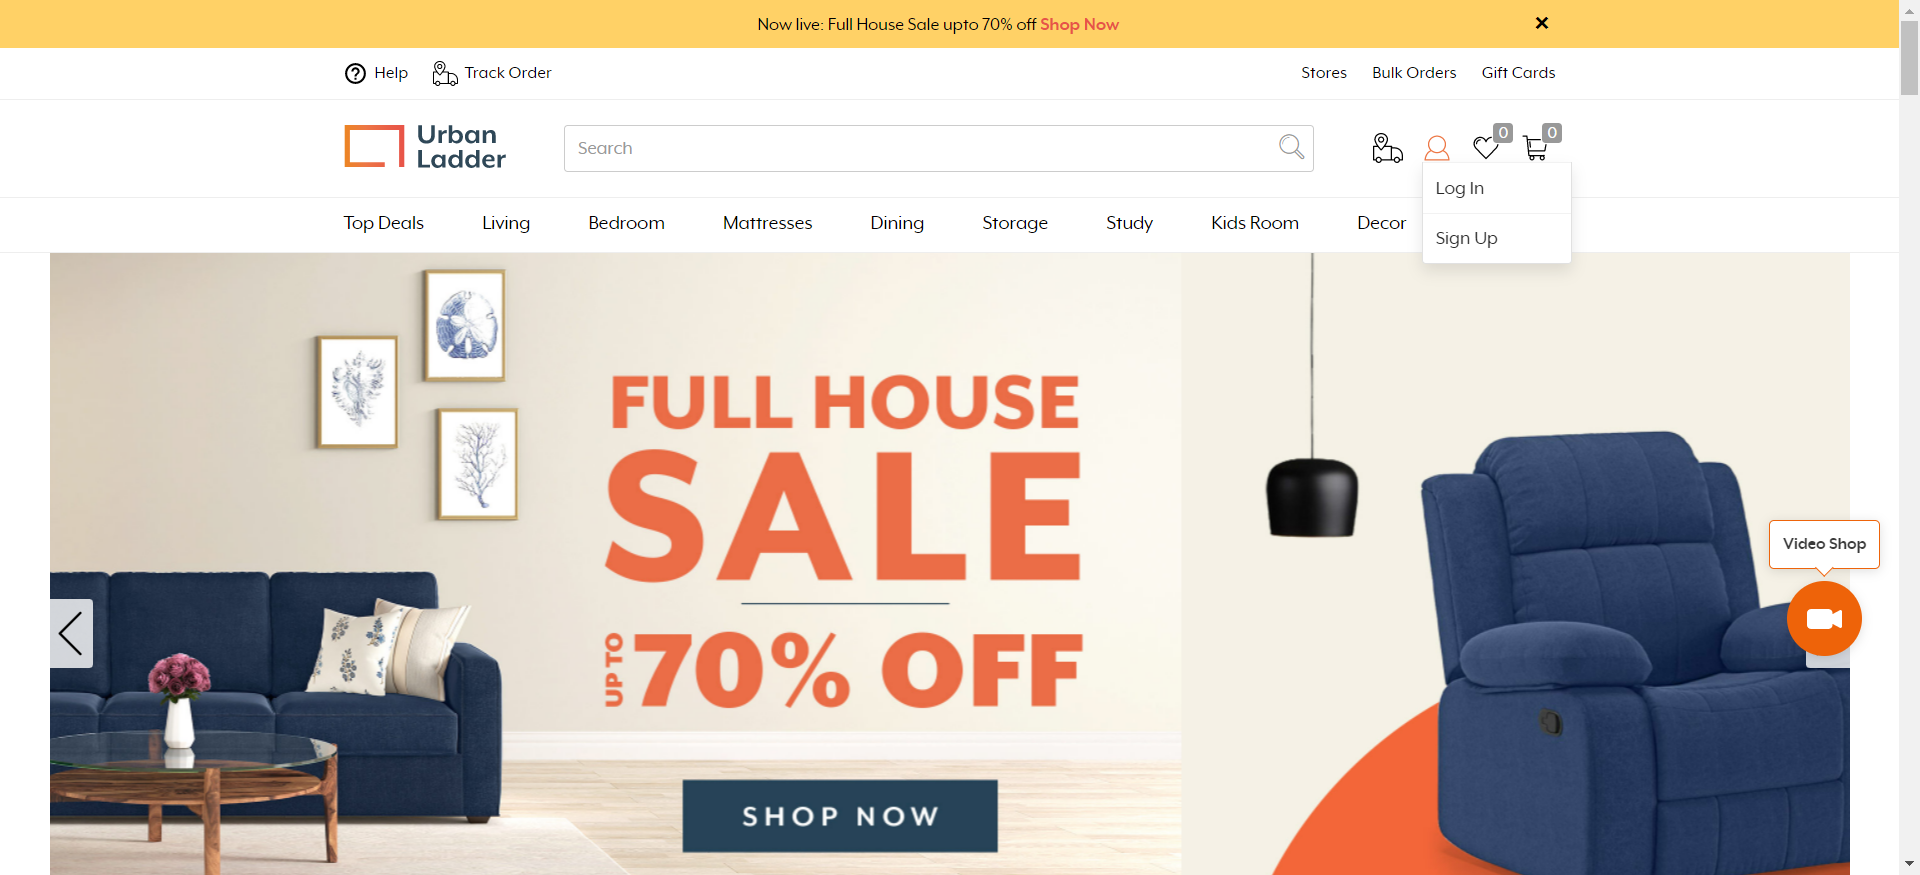 Now live: Full House Sale upto 70% off Shop Now
Help
Track Order
Stores
Bulk Orders
Gift Cards
Urban
Ladder
Search
0
0
Log In
Sign Up
Top Deals
Living
Bedroom
Mattresses
Dining
Storage
Study
Kids Room
Decor
FULL HOUSE
SALE
UP TO
70% OFF
SHOP NOW
Video Shop